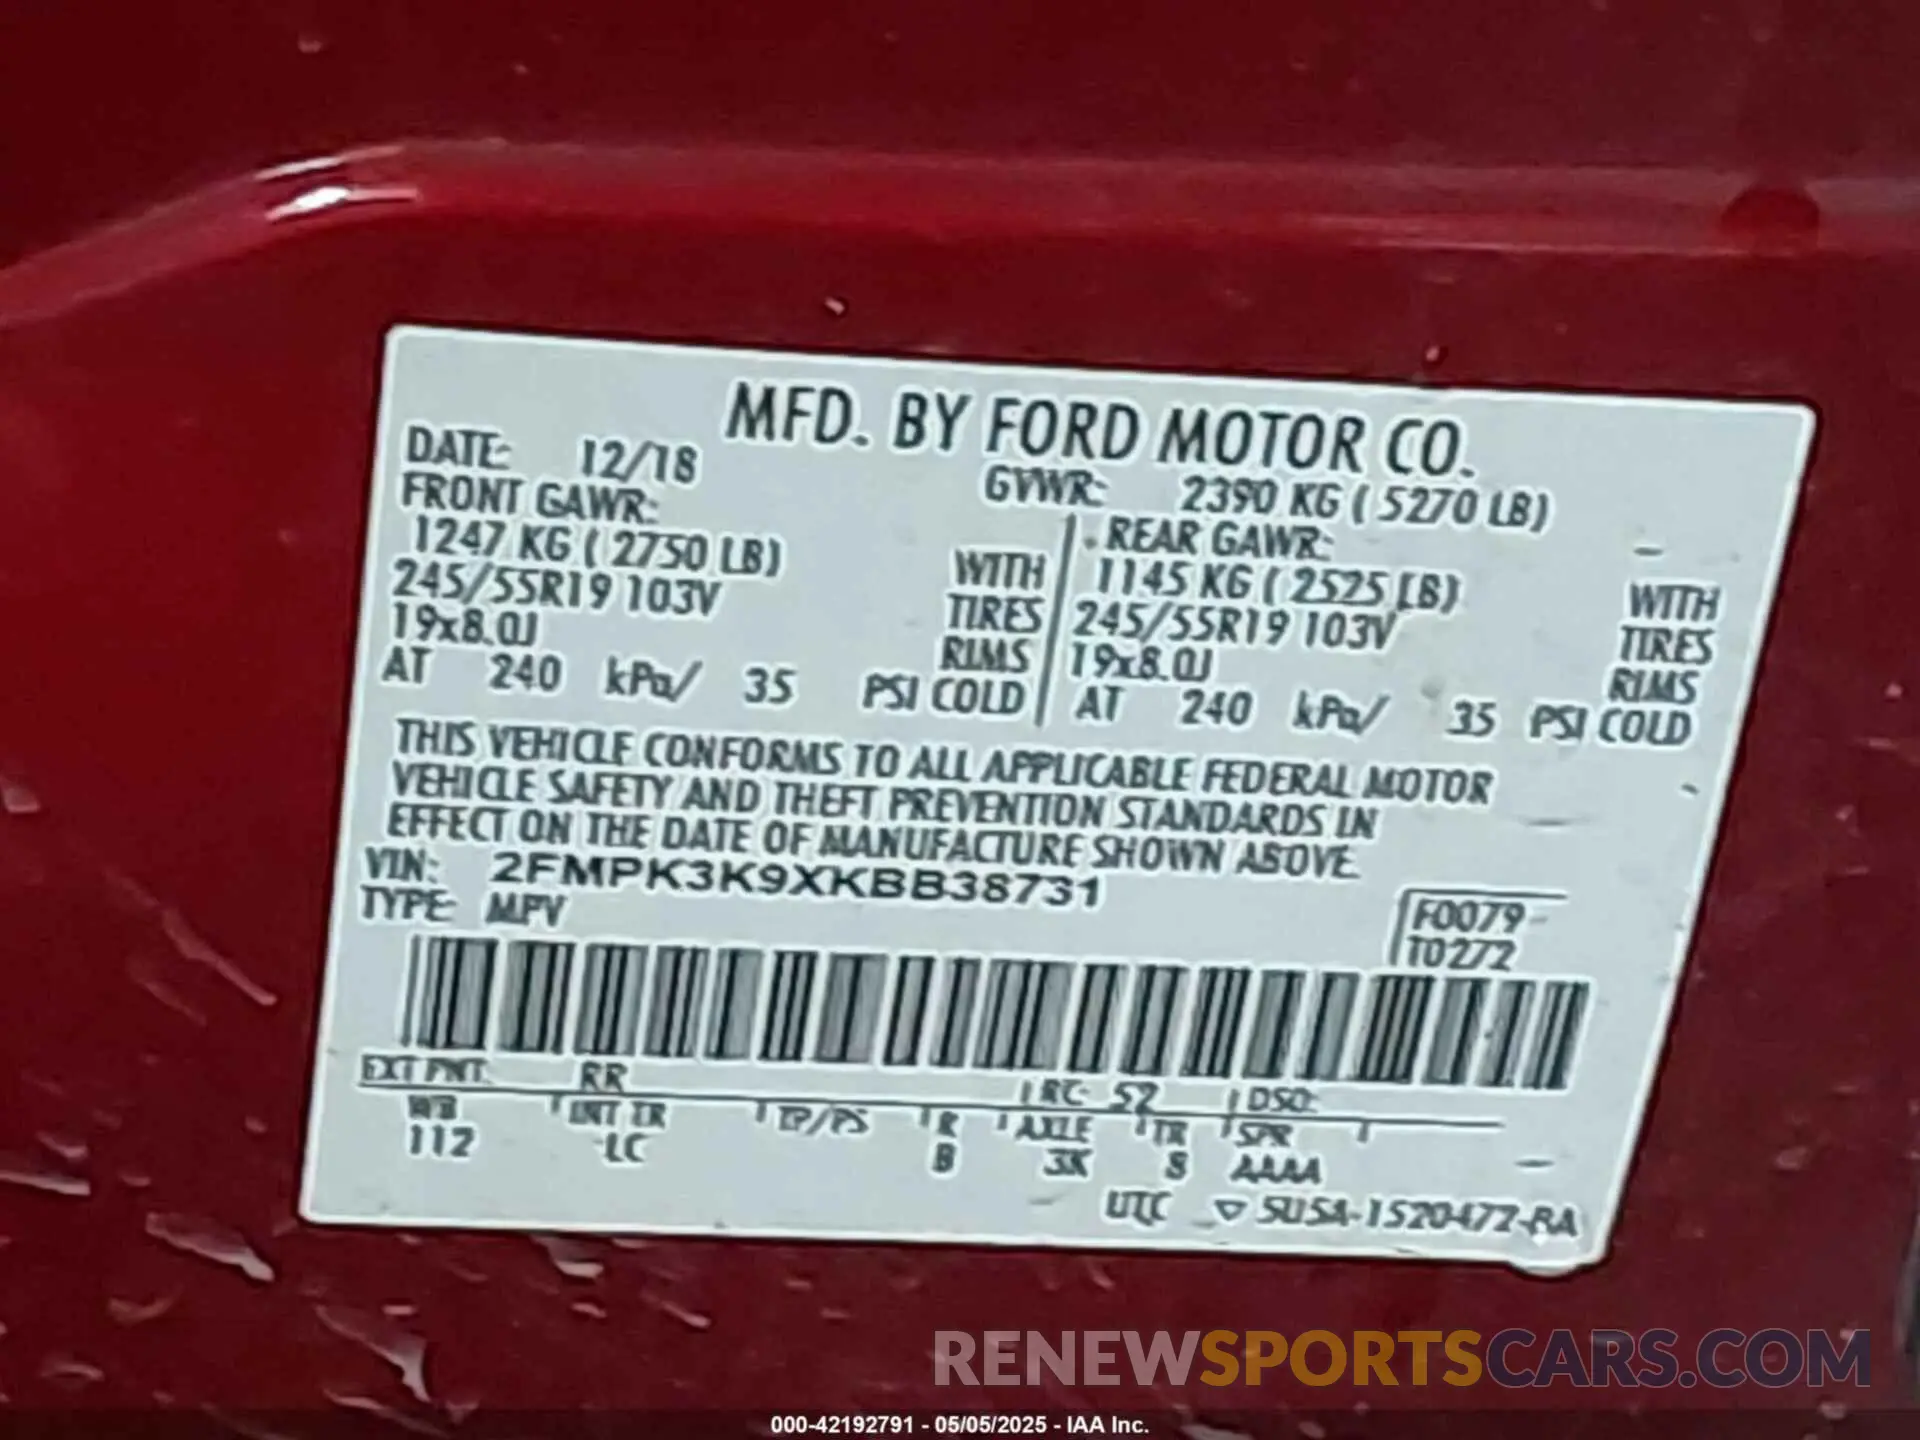 MFD. BY FORD MOTOR CO.
DATE: 12/18 GVWR: 2390 KG ( 5270 LB)
FRONT GAWR: REAR GAWR:
1247 KG ( 2750 LB) WITH 1145 KG ( 2525 LB) WITH
245/55R19 103V TIRES 245/55R19 103V TIRES
19x8.0J RIMS 19x8.0J RIMS
AT 240 kPa/ 35 PSI COLD AT 240 kPa/ 35 PSI COLD
THIS VEHICLE CONFORMS TO ALL APPLICABLE FEDERAL MOTOR
VEHICLE SAFETY AND THEFT PREVENTION STANDARDS IN
EFFECT ON THE DATE OF MANUFACTURE SHOWN ABOVE.
VIN: 2FMPK3K9XKBB38731
TYPE: MPV F0079
T0272
EXT PNT: RR RC: 52 DSO:
WB INT TR TP/PS R AXLE TR SPR
112 LC B 3K 8 AAAA
UTC ▽ 5U5A-1520472-BA
RENEWSPORTSCARS.COM
000-42192791 - 05/05/2025 - IAA Inc.